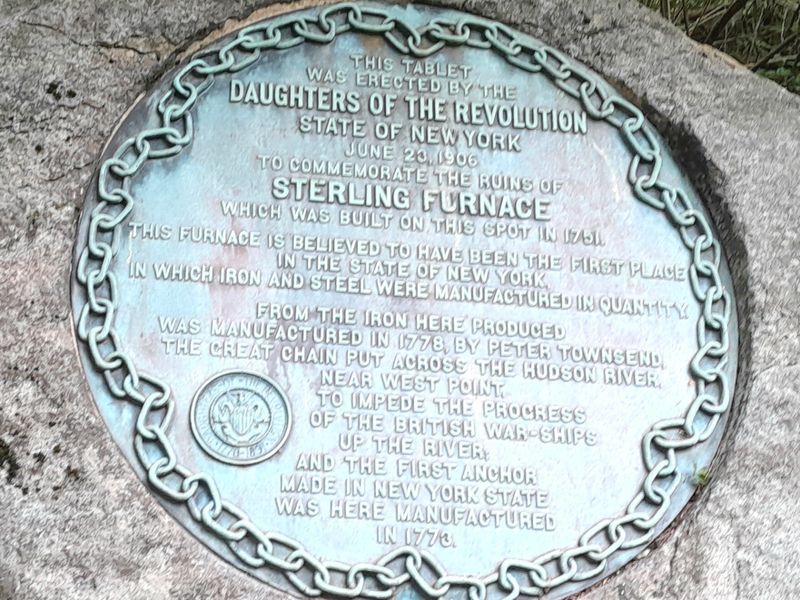 THIS TABLET
WAS ERECTED BY THE
DAUGHTERS OF THE REVOLUTION
STATE OF NEW YORK
JUNE 23, 1906
TO COMMEMORATE THE RUINS OF
STERLING FURNACE
WHICH WAS BUILT ON THIS SPOT IN 1751.
THIS FURNACE IS BELIEVED TO HAVE BEEN THE FIRST PLACE
IN THE STATE OF NEW YORK,
IN WHICH IRON AND STEEL WERE MANUFACTURED IN QUANTITY.
FROM THE IRON HERE PRODUCED
WAS MANUFACTURED IN 1778, BY PETER TOWNSEND,
THE GREAT CHAIN PUT ACROSS THE HUDSON RIVER,
NEAR WEST POINT,
TO IMPEDE THE PROGRESS
OF THE BRITISH WAR-SHIPS
UP THE RIVER;
AND THE FIRST ANCHOR
MADE IN NEW YORK STATE
WAS HERE MANUFACTURED
IN 1773.